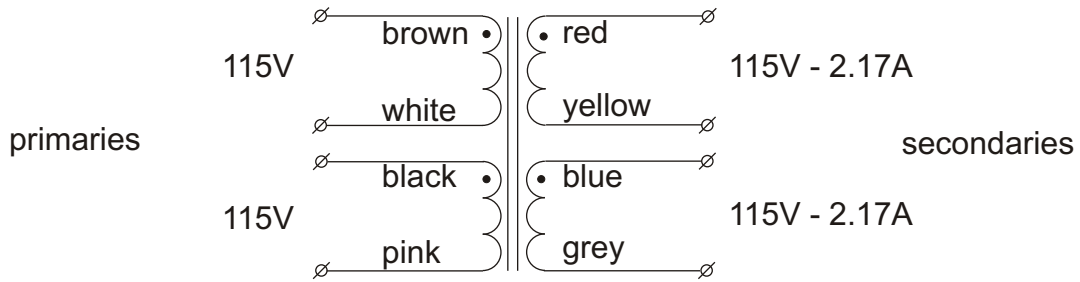 brown
red
115V
115V - 2.17A
white
yellow
primaries
secondaries
black
blue
115V
115V - 2.17A
pink
grey